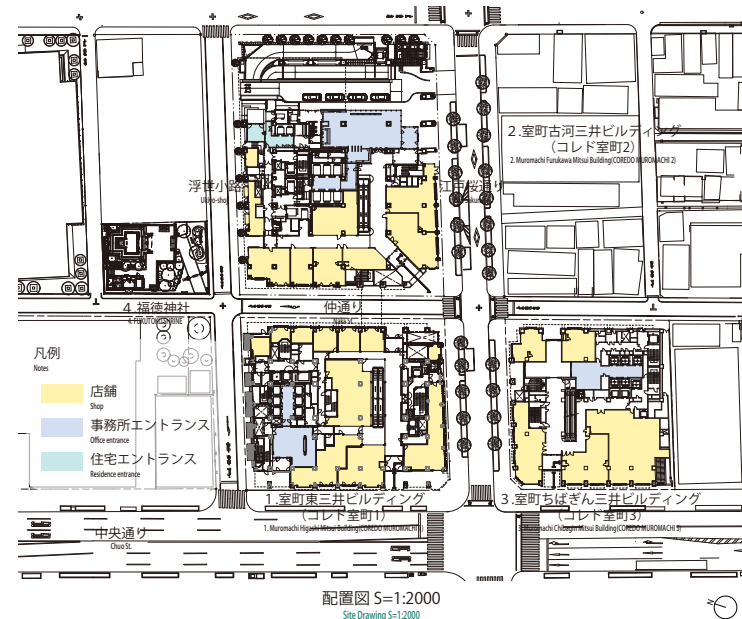 2.室町古河三井ビルディング
（コレド室町2）
2. Muromachi Furukawa Mitsui Building(COREDO MUROMACHI 2)
浮世小路
江戸桜通り
4.福徳神社
4. FUKUTOKU SHRINE
仲通り
Naka St.
凡例
Notes
店舗
Shop
事務所エントランス
Office entrance
住宅エントランス
Residence entrance
1.室町東三井ビルディング
（コレド室町1）
1. Muromachi Higashi Mitsui Building(COREDO MUROMACHI 1)
3.室町ちばぎん三井ビルディング
（コレド室町3）
3. Muromachi Chibagin Mitsui Building(COREDO MUROMACHI 3)
中央通り
Chuo St.
配置図 S=1:2000
Site Drawing S=1:2000
N